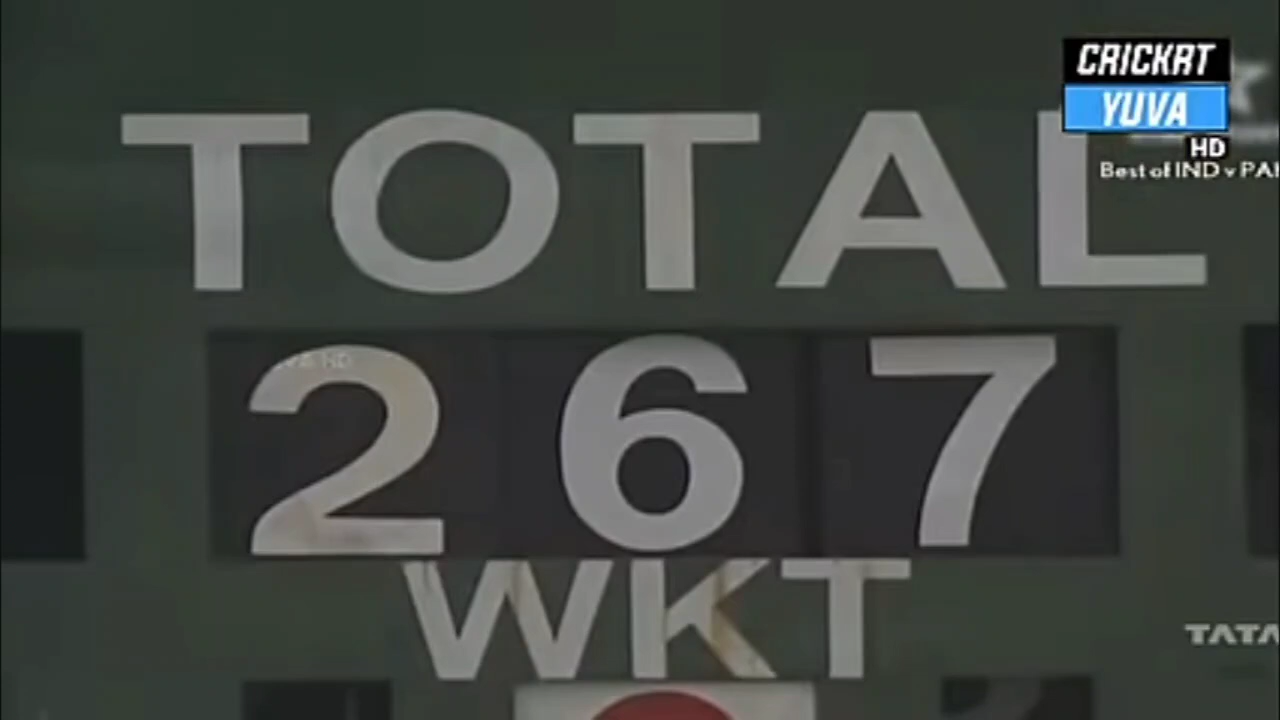 CRICKRT
YUVA
HD
Best of IND v PA
TOTAL
267
WKT
TATA